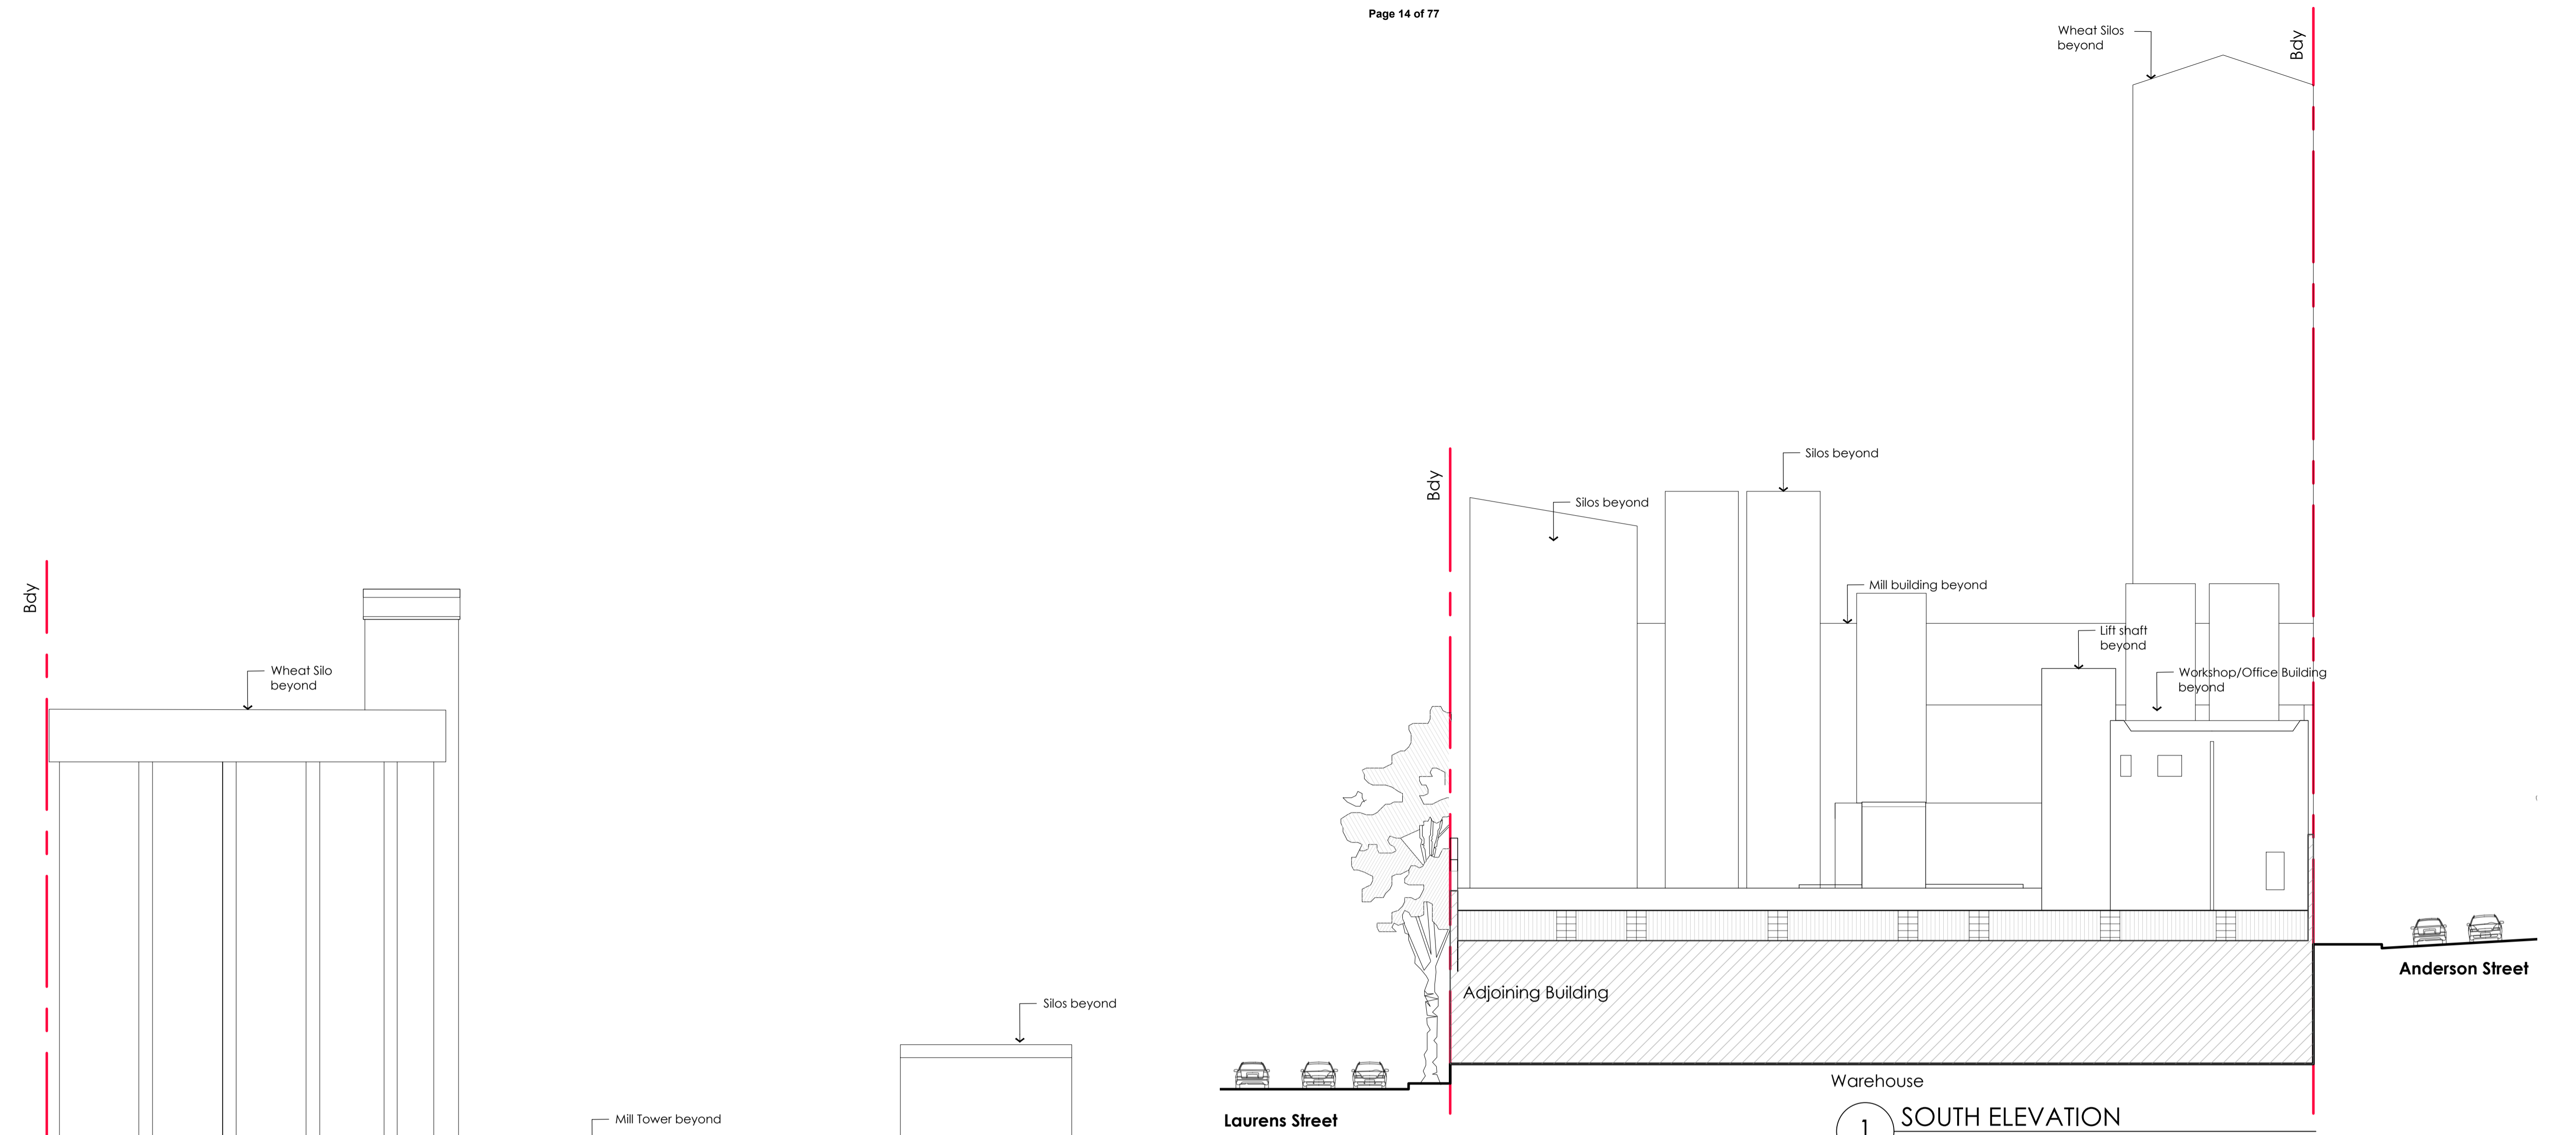 Page 14 of 77
Wheat Silos
beyond
Bdy
Silos beyond
Bdy
Silos beyond
Mill building beyond
Bdy
Lift shaft
beyond
Wheat Silo
beyond
Workshop/Office Building
beyond
Anderson Street
Adjoining Building
Silos beyond
Warehouse
Mill Tower beyond
Laurens Street
1 SOUTH ELEVATION